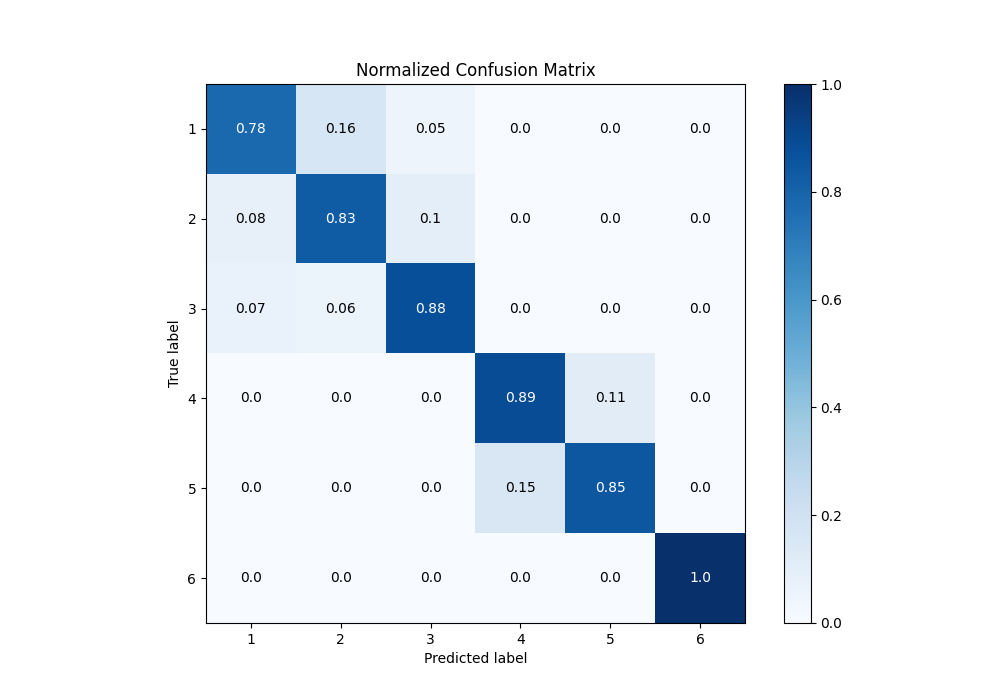 Normalized Confusion Matrix
1 0.78 0.16 0.05 0.0 0.0 0.0
2 0.08 0.83 0.1 0.0 0.0 0.0
3 0.07 0.06 0.88 0.0 0.0 0.0
4 0.0 0.0 0.0 0.89 0.11 0.0
5 0.0 0.0 0.0 0.15 0.85 0.0
6 0.0 0.0 0.0 0.0 0.0 1.0
1 2 3 4 5 6
Predicted label
True label
1.0
0.8
0.6
0.4
0.2
0.0